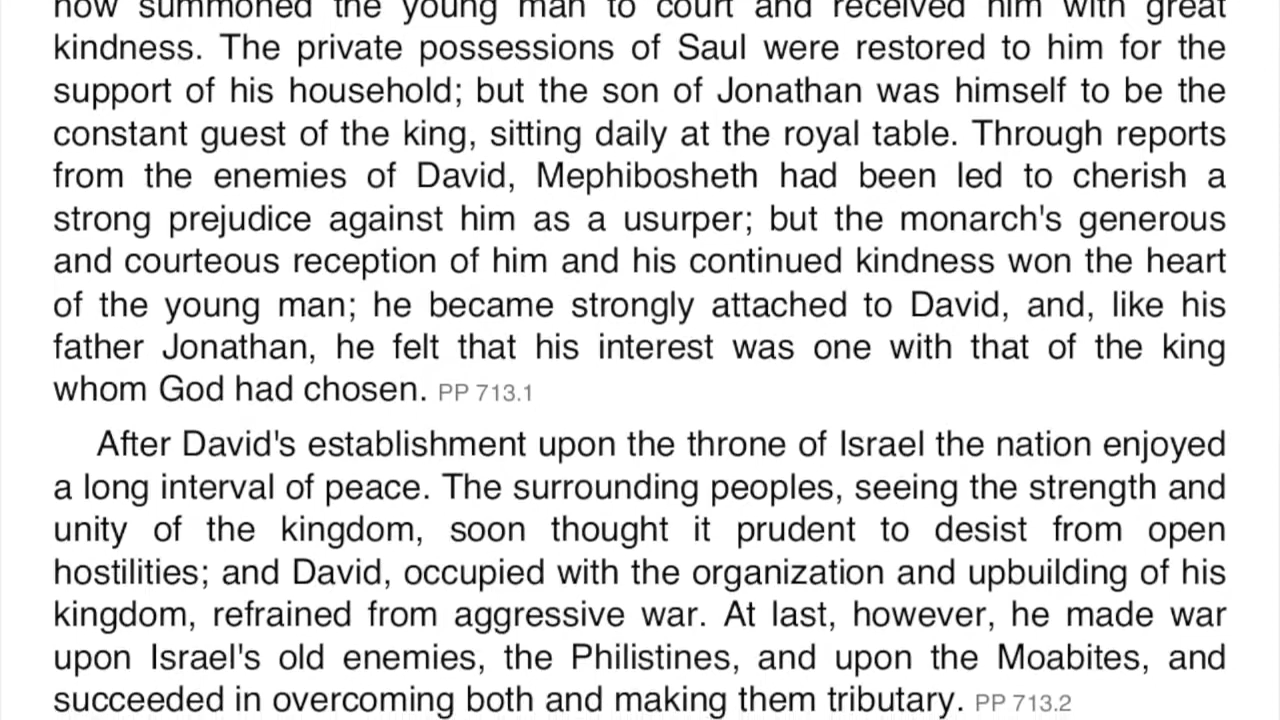 now summoned the young man to court and received him with great
kindness. The private possessions of Saul were restored to him for the
support of his household; but the son of Jonathan was himself to be the
constant guest of the king, sitting daily at the royal table. Through reports
from the enemies of David, Mephibosheth had been led to cherish a
strong prejudice against him as a usurper; but the monarch's generous
and courteous reception of him and his continued kindness won the heart
of the young man; he became strongly attached to David, and, like his
father Jonathan, he felt that his interest was one with that of the king
whom God had chosen. PP 713.1
After David's establishment upon the throne of Israel the nation enjoyed
a long interval of peace. The surrounding peoples, seeing the strength and
unity of the kingdom, soon thought it prudent to desist from open
hostilities; and David, occupied with the organization and upbuilding of his
kingdom, refrained from aggressive war. At last, however, he made war
upon Israel's old enemies, the Philistines, and upon the Moabites, and
succeeded in overcoming both and making them tributary. PP 713.2